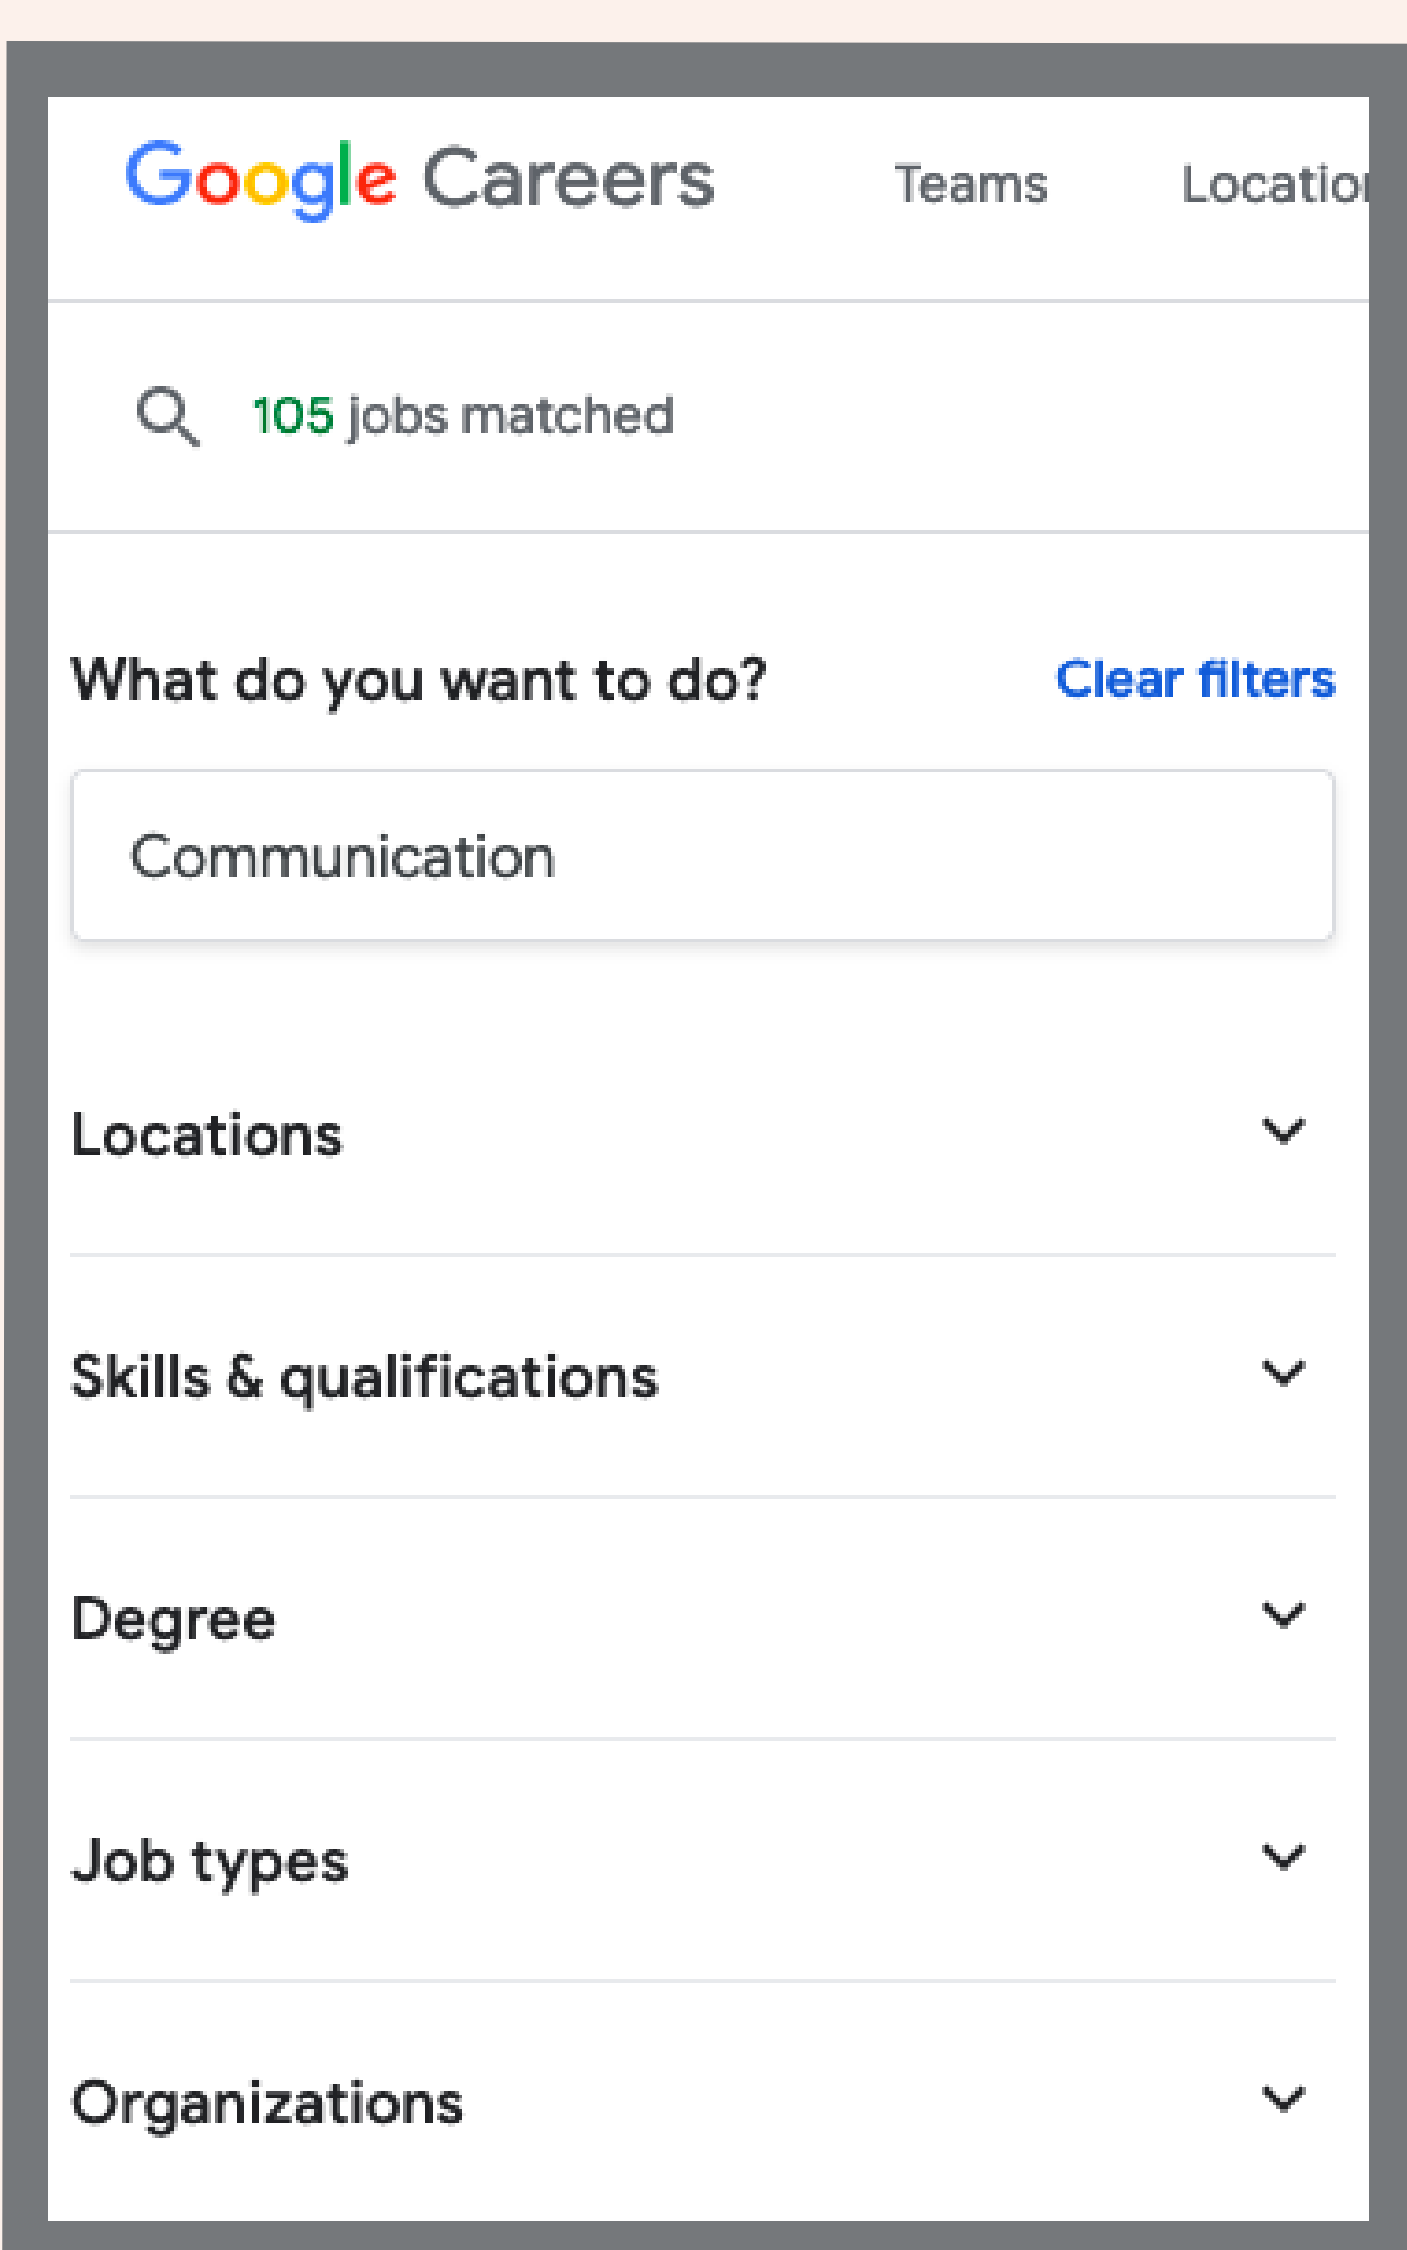 Google Careers Teams Location
105 jobs matched
What do you want to do? Clear filters
Communication
Locations
Skills & qualifications
Degree
Job types
Organizations